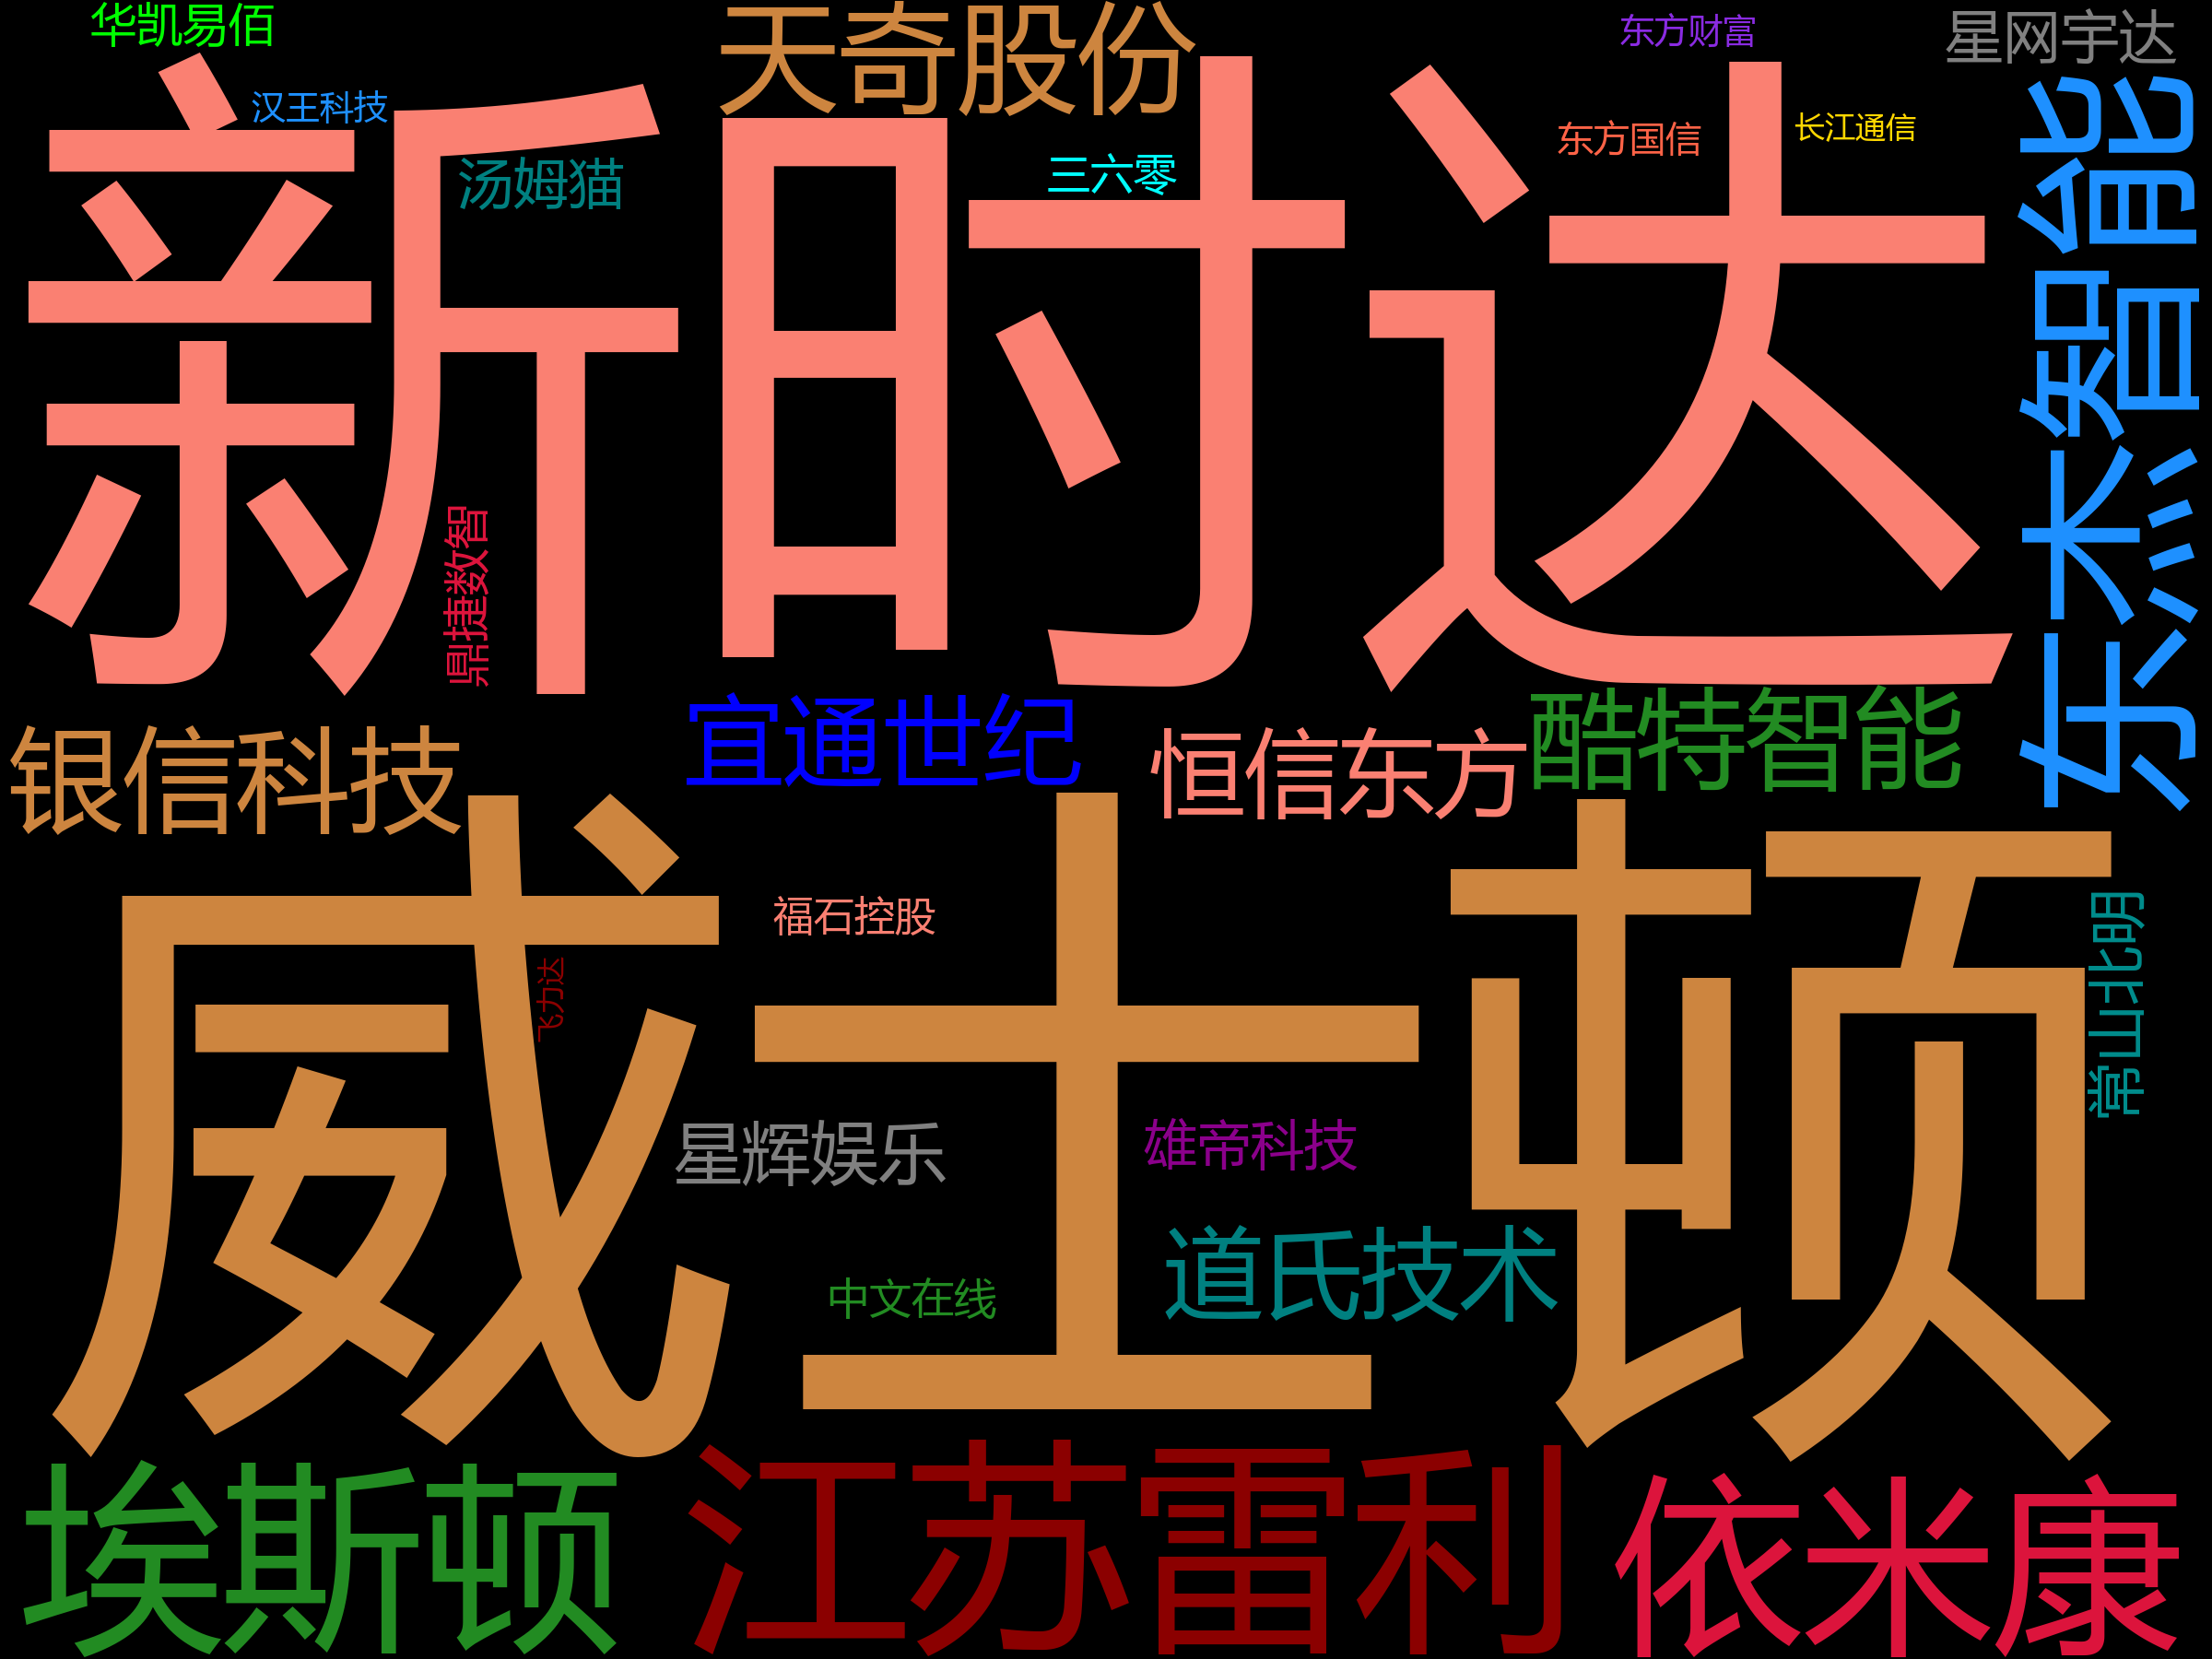 华凯易佰
天奇股份
东方财富
星网宇达
汉王科技
三六零
东方国信
长江通信
汤姆猫
新时达
东杰智能
鼎捷数智
银信科技
宜通世纪
恒信东方
酷特智能
威士顿
福石控股
飞力达
常山北明
星辉娱乐
雄帝科技
中文在线
道氏技术
埃斯顿
江苏雷利
依米康